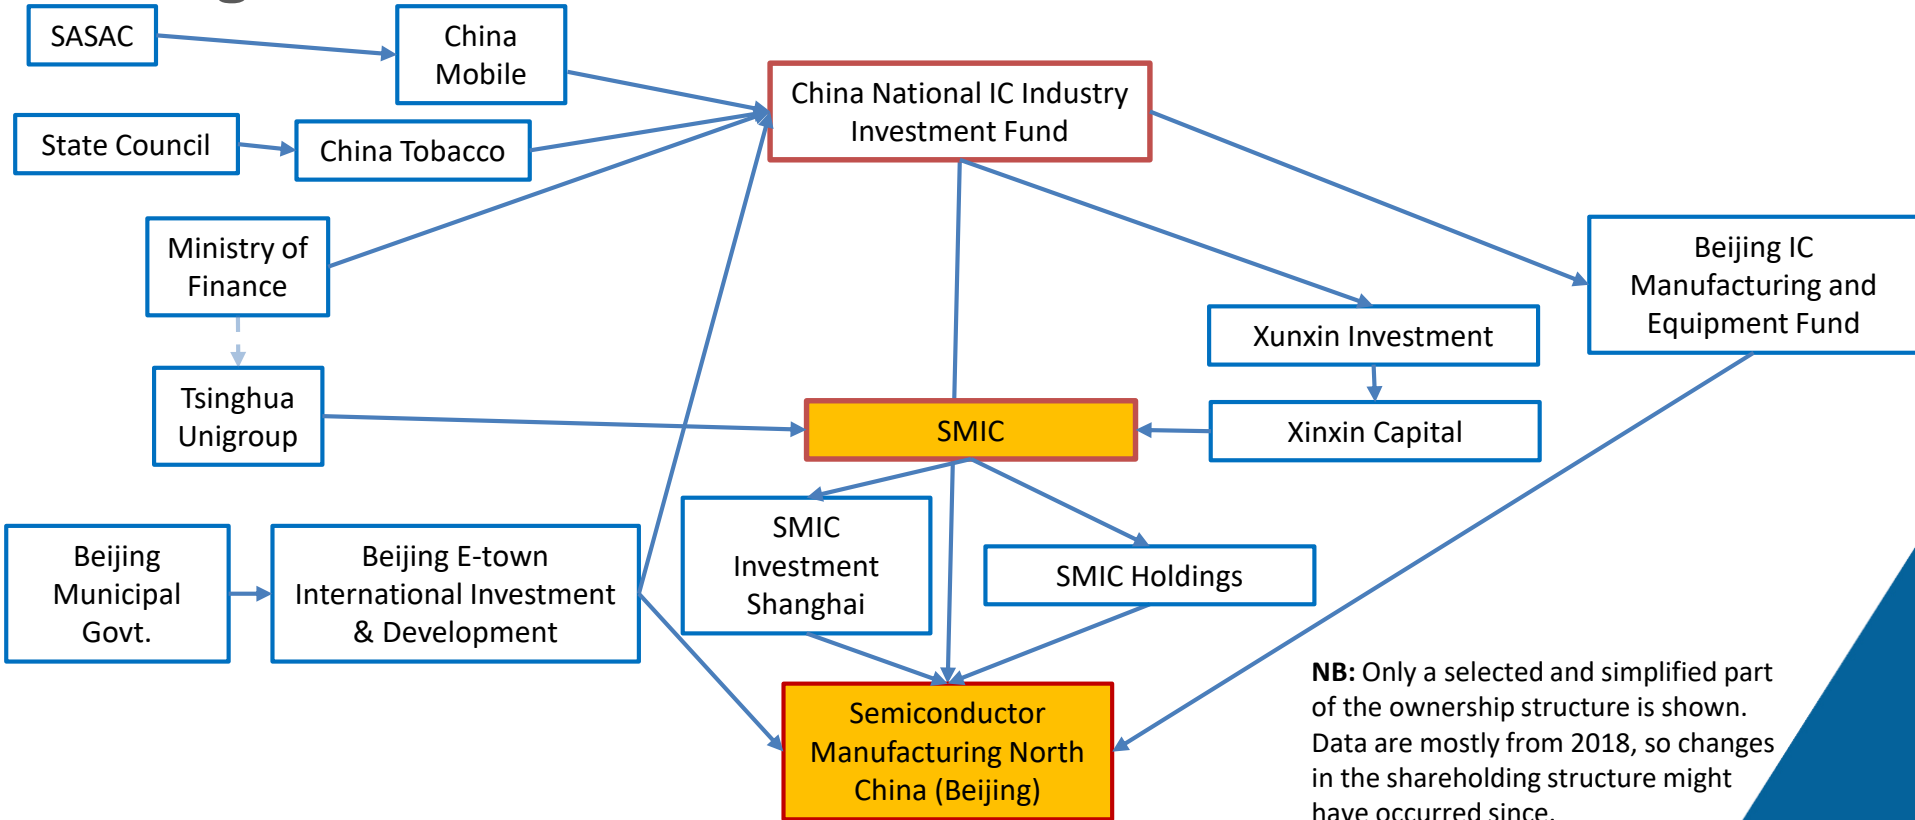 SASAC
China
Mobile
China National IC Industry
Investment Fund
State Council
China Tobacco
Ministry of
Finance
Beijing IC
Manufacturing and
Equipment Fund
Xunxin Investment
Tsinghua
Unigroup
SMIC
Xinxin Capital
SMIC
Investment
Shanghai
SMIC Holdings
Beijing
Municipal
Govt.
Beijing E-town
International Investment
& Development
Semiconductor
Manufacturing North
China (Beijing)
NB: Only a selected and simplified part
of the ownership structure is shown.
Data are mostly from 2018, so changes
in the shareholding structure might
have occurred since.